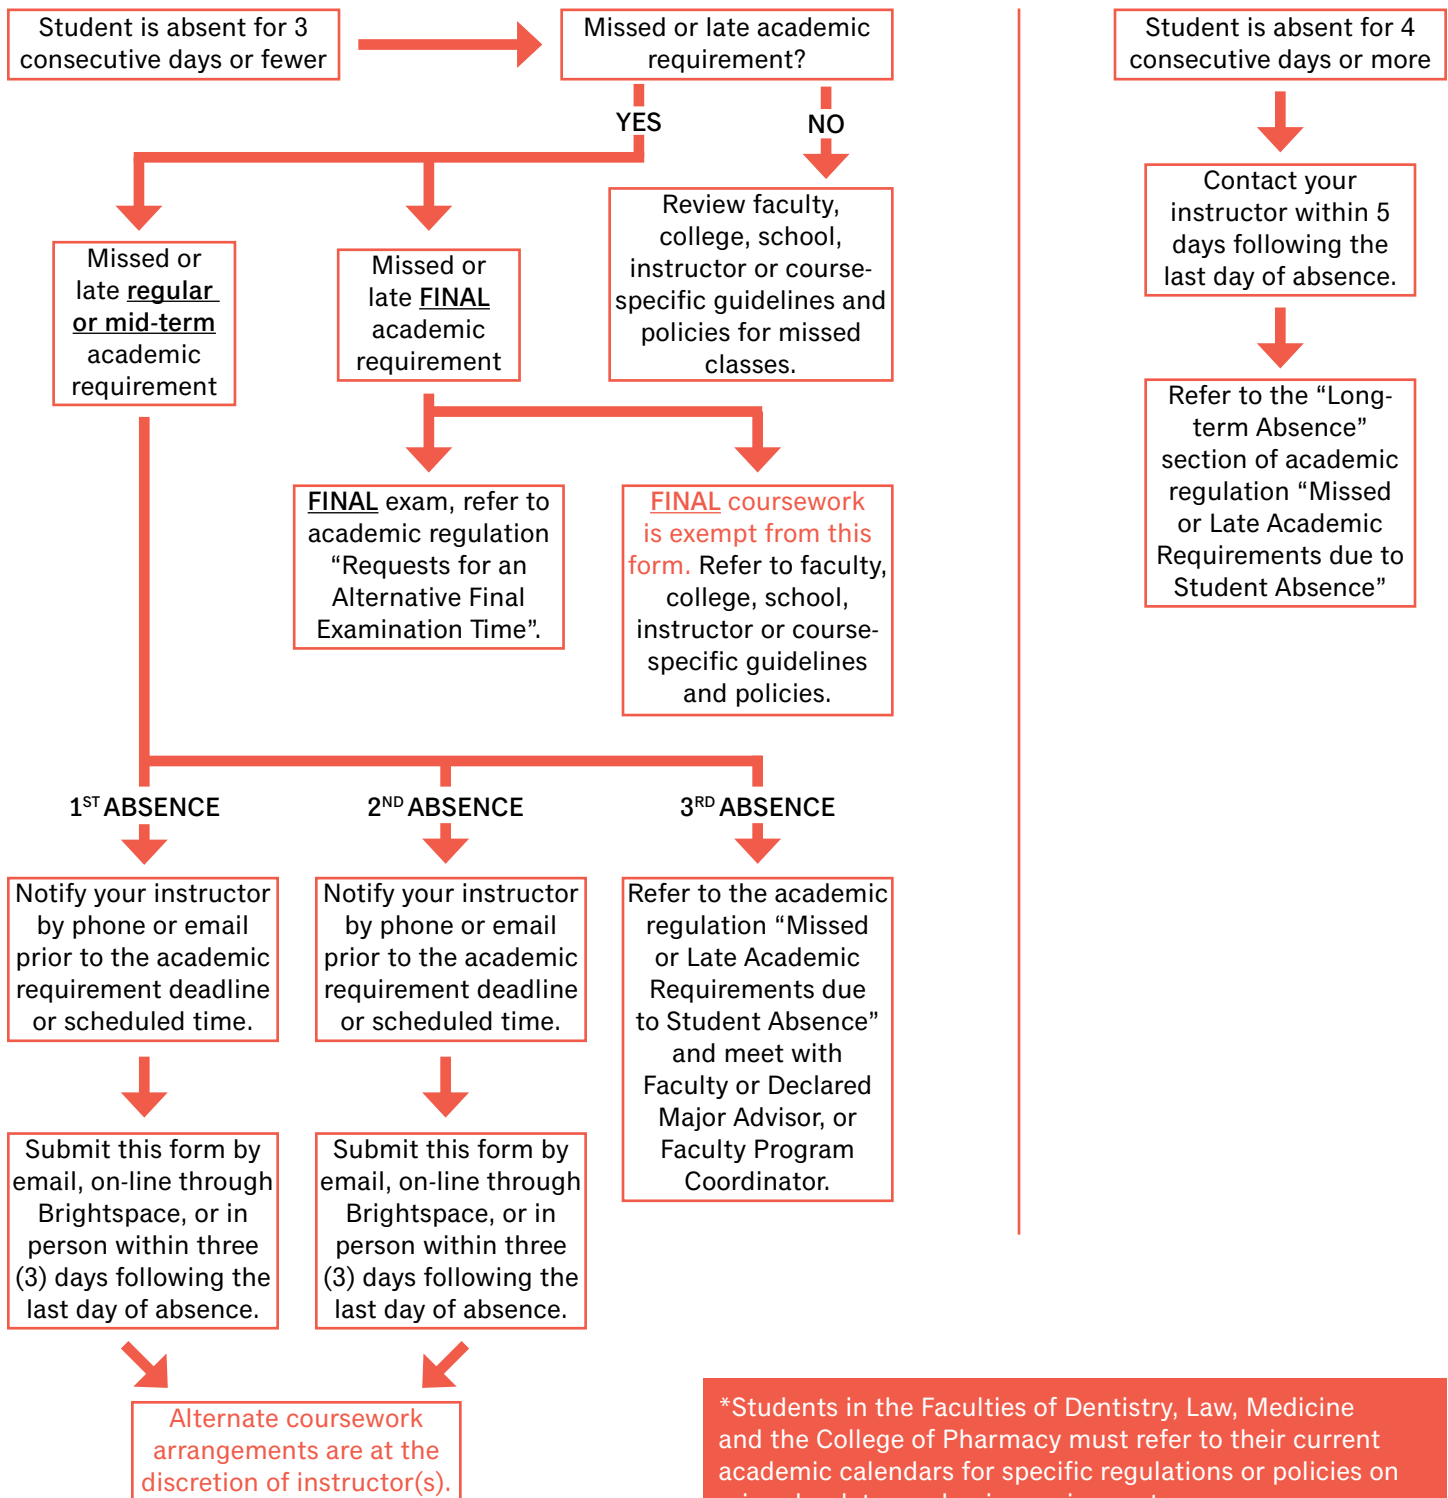 Student is absent for 3
consecutive days or fewer
Missed or late academic
requirement?
YES
NO
Missed or
late regular
or mid-term
academic
requirement
Missed or
late FINAL
academic
requirement
Review faculty,
college, school,
instructor or course-
specific guidelines and
policies for missed
classes.
FINAL exam, refer to
academic regulation
“Requests for an
Alternative Final
Examination Time”.
FINAL coursework
is exempt from this
form. Refer to faculty,
college, school,
instructor or course-
specific guidelines
and policies.
1ST ABSENCE
2ND ABSENCE
3RD ABSENCE
Notify your instructor
by phone or email
prior to the academic
requirement deadline
or scheduled time.
Notify your instructor
by phone or email
prior to the academic
requirement deadline
or scheduled time.
Refer to the academic
regulation “Missed
or Late Academic
Requirements due
to Student Absence”
and meet with
Faculty or Declared
Major Advisor, or
Faculty Program
Coordinator.
Submit this form by
email, on-line through
Brightspace, or in
person within three
(3) days following the
last day of absence.
Submit this form by
email, on-line through
Brightspace, or in
person within three
(3) days following the
last day of absence.
Alternate coursework
arrangements are at the
discretion of instructor(s).
Student is absent for 4
consecutive days or more
Contact your
instructor within 5
days following the
last day of absence.
Refer to the “Long-
term Absence”
section of academic
regulation “Missed
or Late Academic
Requirements due to
Student Absence”
*Students in the Faculties of Dentistry, Law, Medicine
and the College of Pharmacy must refer to their current
academic calendars for specific regulations or policies on